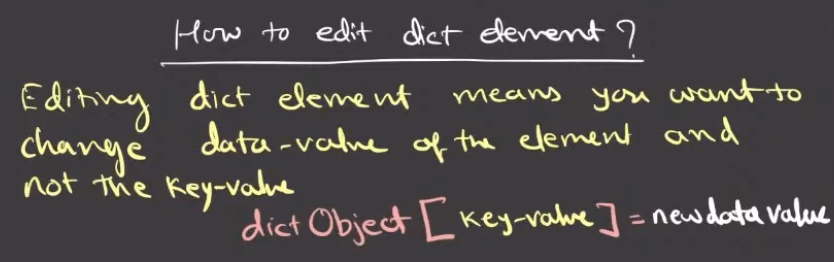 How to edit dict element?
Editing dict element means you want to
change data-value of the element and
not the key-value
dict Object [ key-value ] = new data value